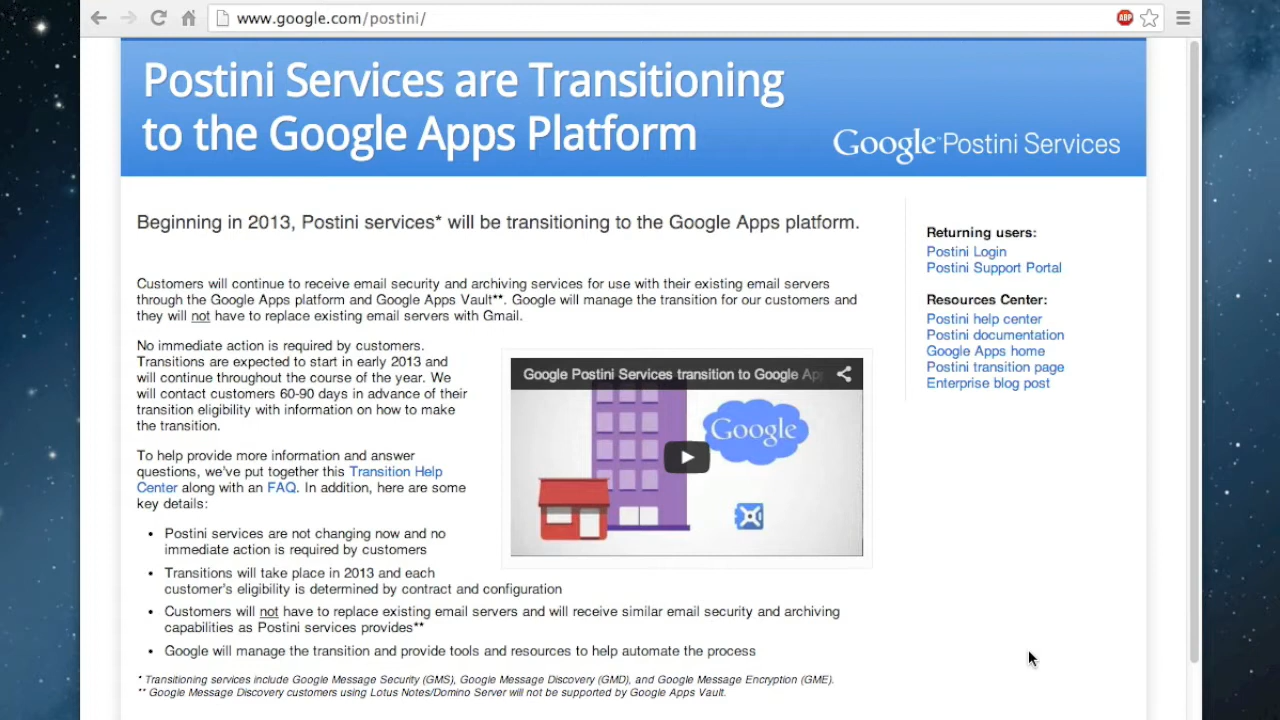 www.google.com/postini/
ABP
Postini Services are Transitioning
to the Google Apps Platform
Google™ Postini Services
Beginning in 2013, Postini services* will be transitioning to the Google Apps platform.
Customers will continue to receive email security and archiving services for use with their existing email servers
through the Google Apps platform and Google Apps Vault**. Google will manage the transition for our customers and
they will not have to replace existing email servers with Gmail.
No immediate action is required by customers.
Transitions are expected to start in early 2013 and
will continue throughout the course of the year. We
will contact customers 60-90 days in advance of their
transition eligibility with information on how to make
the transition.
To help provide more information and answer
questions, we've put together this Transition Help
Center along with an FAQ. In addition, here are some
key details:
Google Postini Services transition to Google Ap
Google
• Postini services are not changing now and no
immediate action is required by customers
• Transitions will take place in 2013 and each
customer's eligibility is determined by contract and configuration
• Customers will not have to replace existing email servers and will receive similar email security and archiving
capabilities as Postini services provides**
• Google will manage the transition and provide tools and resources to help automate the process
* Transitioning services include Google Message Security (GMS), Google Message Discovery (GMD), and Google Message Encryption (GME).
** Google Message Discovery customers using Lotus Notes/Domino Server will not be supported by Google Apps Vault.
Returning users:
Postini Login
Postini Support Portal
Resources Center:
Postini help center
Postini documentation
Google Apps home
Postini transition page
Enterprise blog post